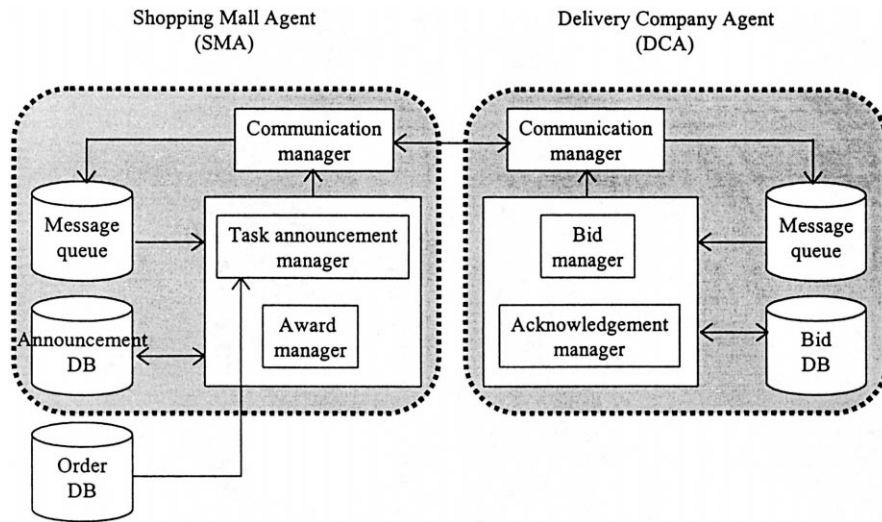 Shopping Mall Agent
(SMA)
Delivery Company Agent
(DCA)
Communication
manager
Communication
manager
Message
queue
Task announcement
manager
Bid
manager
Message
queue
Announcement
DB
Award
manager
Acknowledgement
manager
Bid
DB
Order
DB